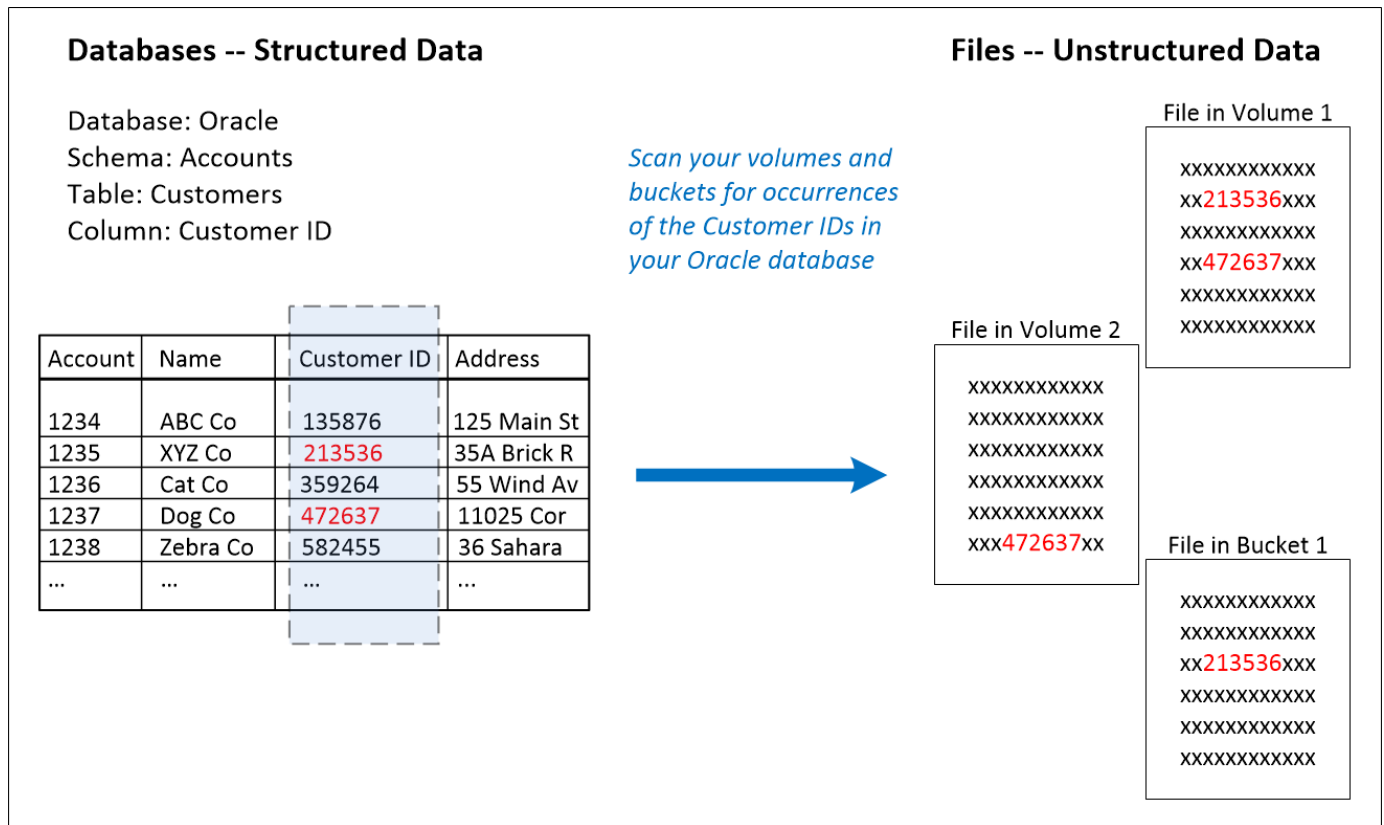 Databases -- Structured Data
Database: Oracle
Schema: Accounts
Table: Customers
Column: Customer ID
Account Name Customer ID Address
1234 ABC Co 135876 125 Main St
1235 XYZ Co 213536 35A Brick R
1236 Cat Co 359264 55 Wind Av
1237 Dog Co 472637 11025 Cor
1238 Zebra Co 582455 36 Sahara
... ... ... ...
Scan your volumes and
buckets for occurrences
of the Customer IDs in
your Oracle database
Files -- Unstructured Data
File in Volume 1
xxxxxxxxxxxx
xx213536xxx
xxxxxxxxxxxx
xx472637xxx
xxxxxxxxxxxx
xxxxxxxxxxxx
File in Volume 2
xxxxxxxxxxxx
xxxxxxxxxxxx
xxxxxxxxxxxx
xxxxxxxxxxxx
xxxxxxxxxxxx
xxx472637xx
File in Bucket 1
xxxxxxxxxxxx
xxxxxxxxxxxx
xx213536xxx
xxxxxxxxxxxx
xxxxxxxxxxxx
xxxxxxxxxxxx